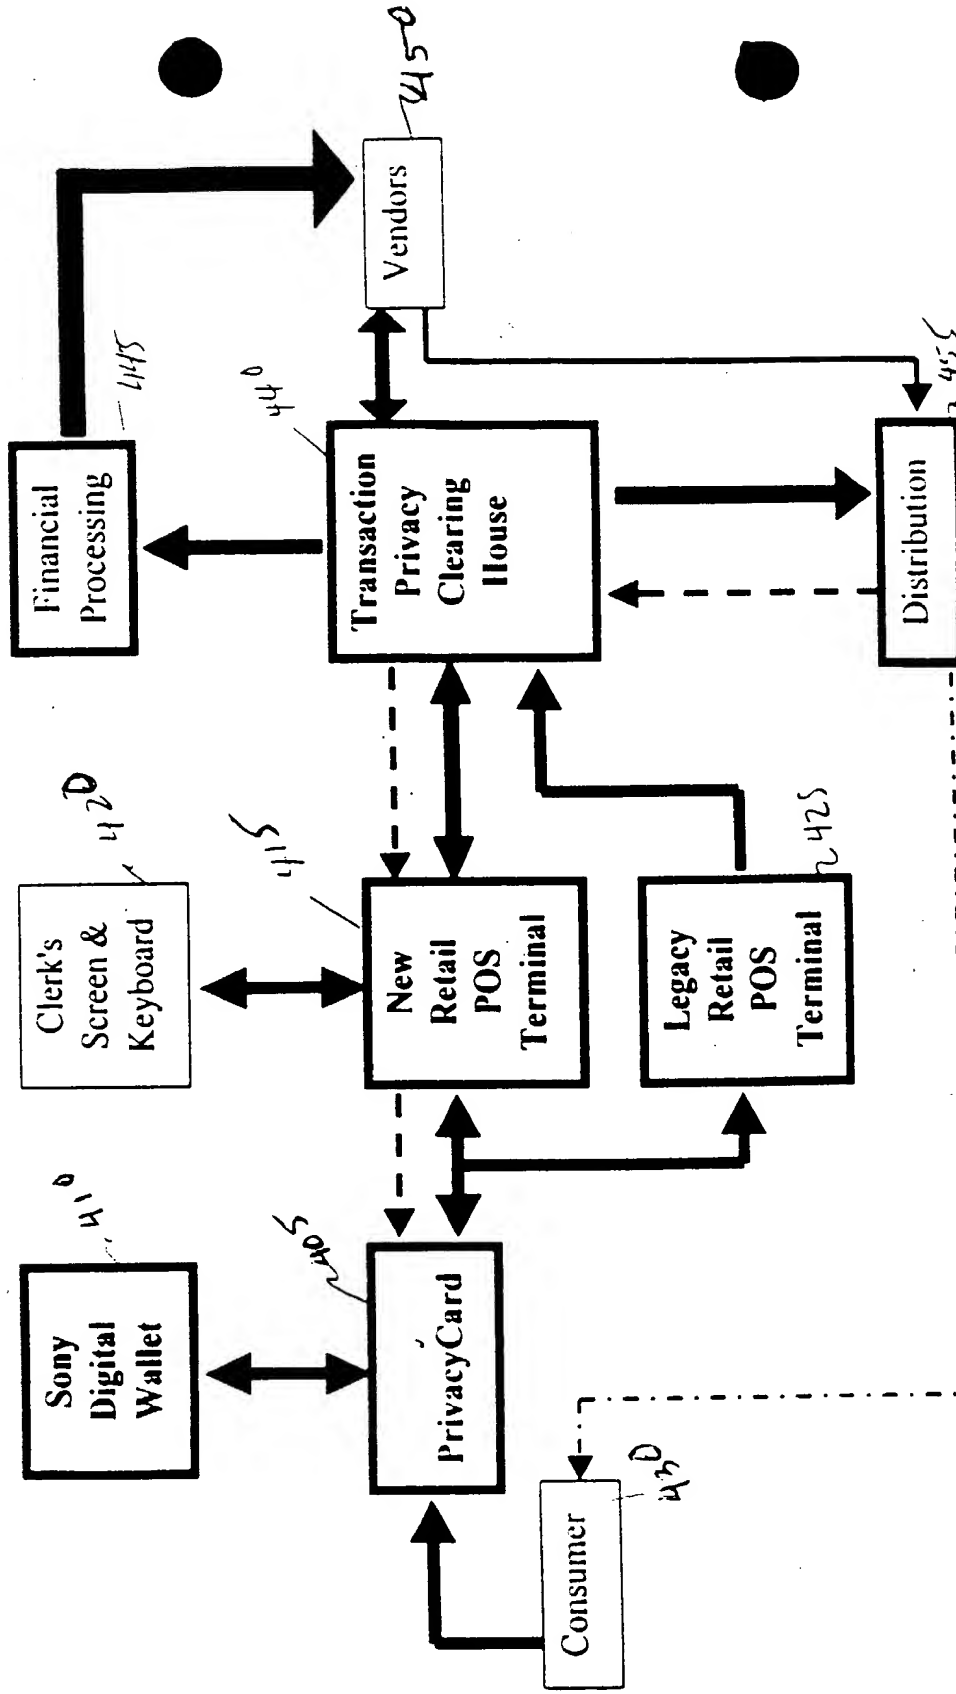 Sony
Digital
Wallet
410
Clerk's
Screen &
Keyboard
420
Financial
Processing
445
PrivacyCard
405
New
Retail
POS
Terminal
415
Transaction
Privacy
Clearing
House
440
Vendors
450
Consumer
430
Legacy
Retail
POS
Terminal
425
Distribution
455